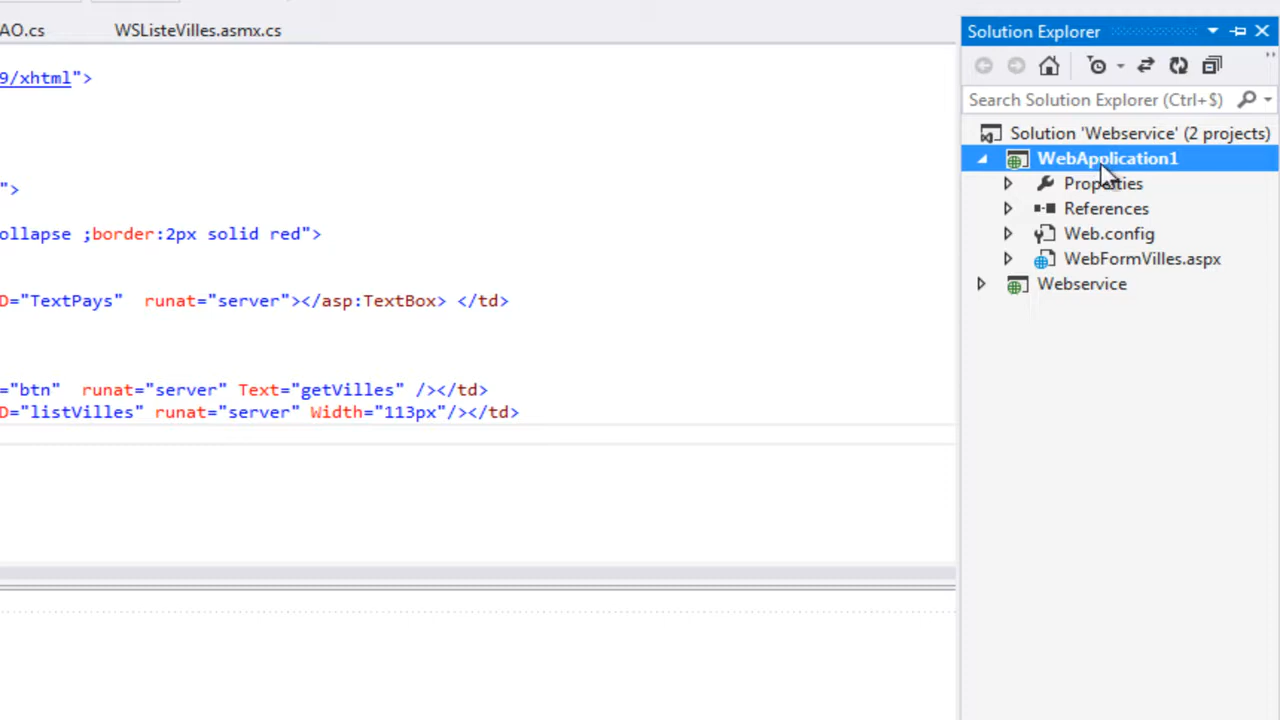 AO.cs
WSListeVilles.asmx.cs
9/xhtml">
">
ollapse ;border:2px solid red">
D="TextPays" runat="server"></asp:TextBox> </td>
="btn" runat="server" Text="getVilles" /></td>
D="listVilles" runat="server" Width="113px"/></td>
Solution Explorer
Search Solution Explorer (Ctrl+$)
Solution 'Webservice' (2 projects)
WebApplication1
Properties
References
Web.config
WebFormVilles.aspx
Webservice